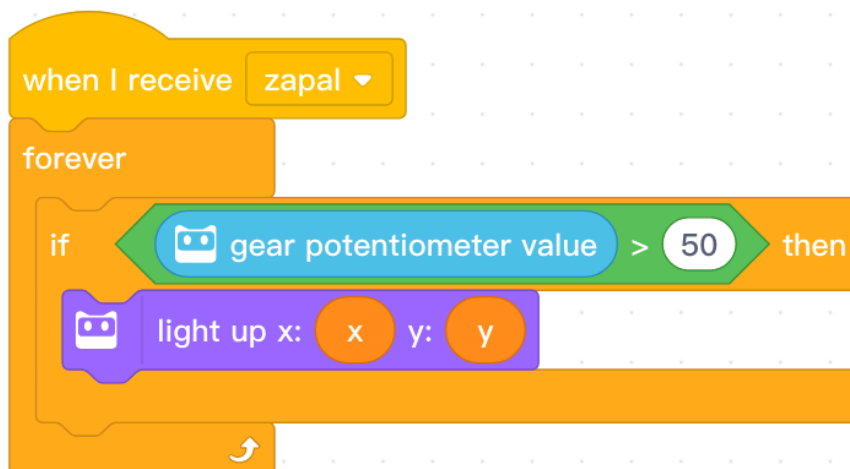 when I receive zapal
forever
if gear potentiometer value > 50 then
light up x: x y: y